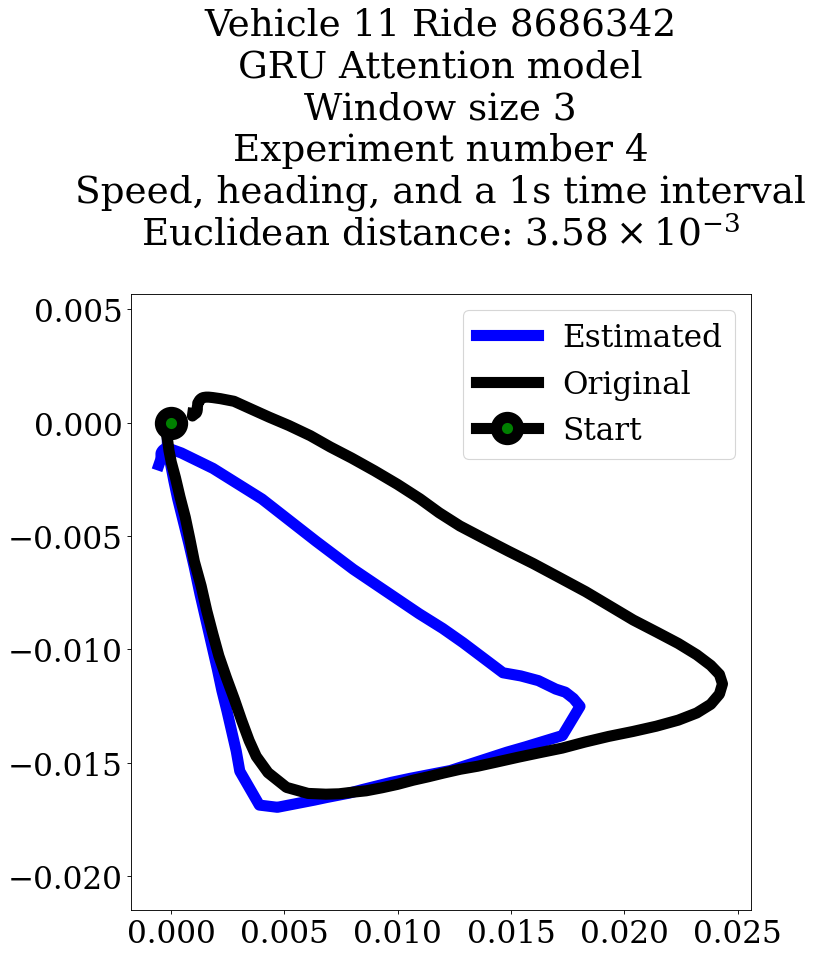 Vehicle 11 Ride 8686342
GRU Attention model
Window size 3
Experiment number 4
Speed, heading, and a 1s time interval
Euclidean distance: 3.58 × 10⁻³
Estimated
Original
Start
0.005
0.000
−0.005
−0.010
−0.015
−0.020
0.000 0.005 0.010 0.015 0.020 0.025